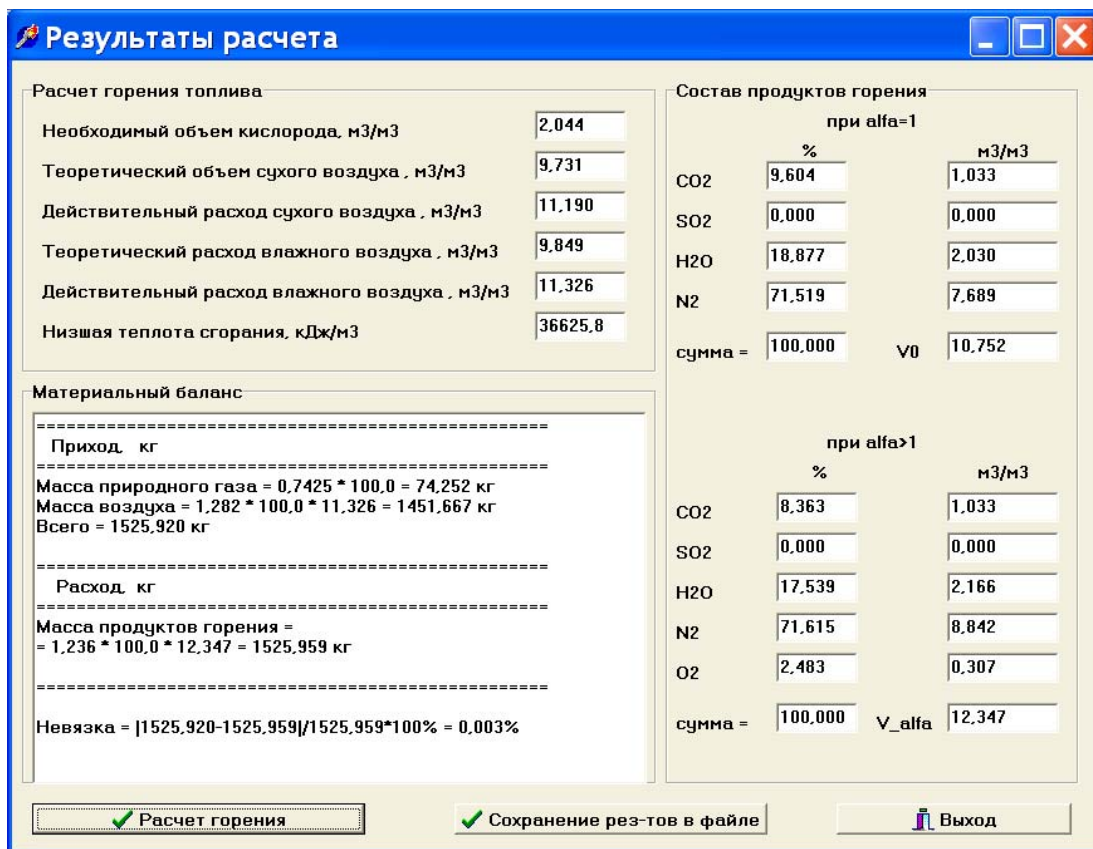 Результаты расчета
Расчет горения топлива
Необходимый объем кислорода, м3/м3 2,044
Теоретический объем сухого воздуха , м3/м3 9,731
Действительный расход сухого воздуха , м3/м3 11,190
Теоретический расход влажного воздуха , м3/м3 9,849
Действительный расход влажного воздуха , м3/м3 11,326
Низшая теплота сгорания, кДж/м3 36625,8
Материальный баланс
===================================================
Приход, кг
===================================================
Масса природного газа = 0,7425 * 100,0 = 74,252 кг
Масса воздуха = 1,282 * 100,0 * 11,326 = 1451,667 кг
Всего = 1525,920 кг
===================================================
Расход, кг
===================================================
Масса продуктов горения =
= 1,236 * 100,0 * 12,347 = 1525,959 кг
===================================================
Невязка = |1525,920-1525,959|/1525,959*100% = 0,003%
Состав продуктов горения
при alfa=1
% м3/м3
CO2 9,604 1,033
SO2 0,000 0,000
H2O 18,877 2,030
N2 71,519 7,689
сумма = 100,000 V0 10,752
при alfa>1
% м3/м3
CO2 8,363 1,033
SO2 0,000 0,000
H2O 17,539 2,166
N2 71,615 8,842
O2 2,483 0,307
сумма = 100,000 V_alfa 12,347
Расчет горения
Сохранение рез-тов в файле
Выход